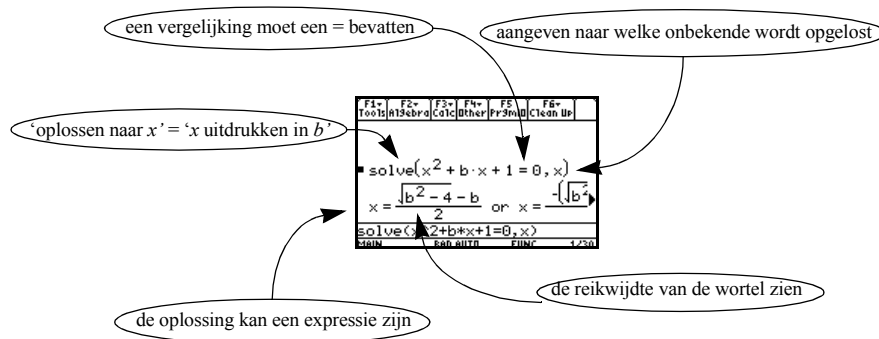 een vergelijking moet een = bevatten
aangeven naar welke onbekende wordt opgelost
F1▾ F2▾ F3▾ F4▾ F5 F6▾
Tools Algebra Calc Other PrgmIO Clean Up
‘oplossen naar x’ = ‘x uitdrukken in b’
■ solve(x² + b·x + 1 = 0, x)
x = (√(b² - 4) - b)/2 or x = -(√b²
solve(x^2+b*x+1=0,x)
MAIN RAD AUTO FUNC 1/30
de reikwijdte van de wortel zien
de oplossing kan een expressie zijn